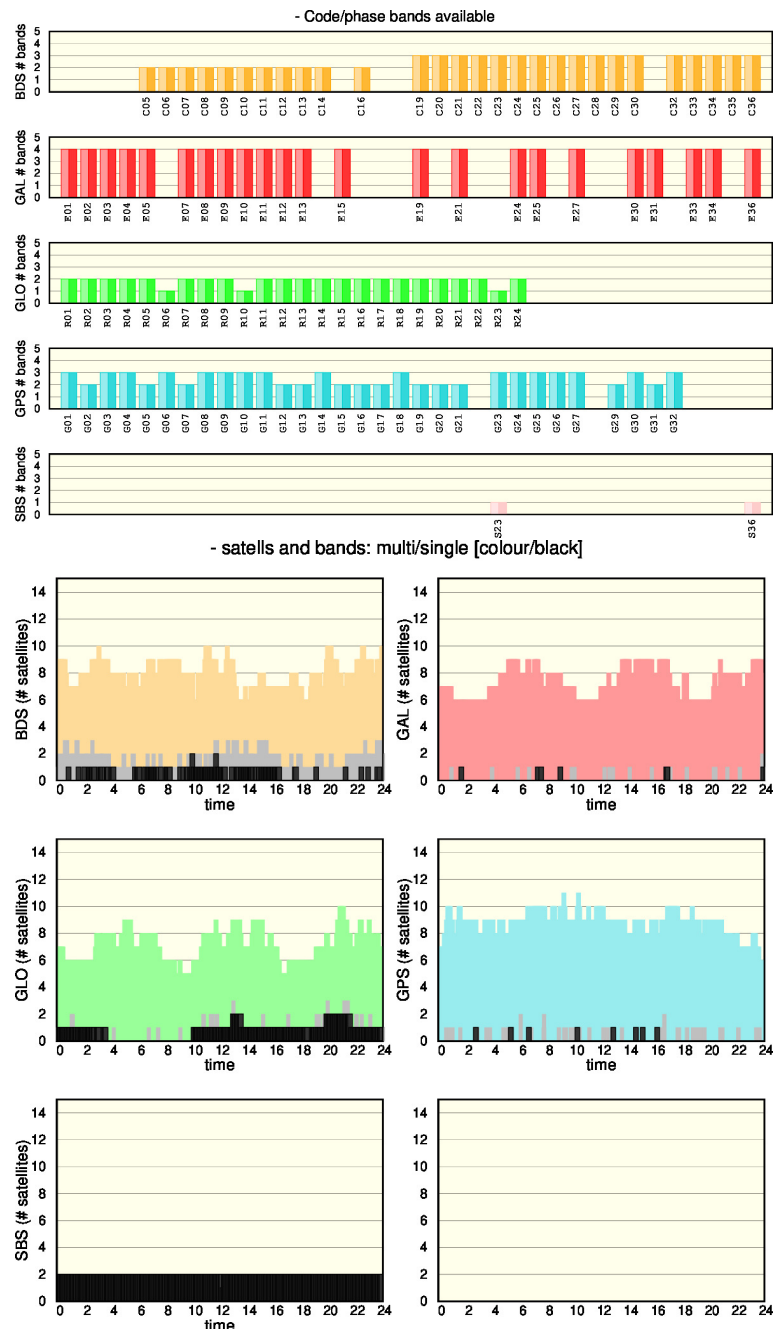 - Code/phase bands available
BDS # bands
5
4
3
2
1
0
C05 C06 C07 C08 C09 C10 C11 C12 C13 C14 C16 C19 C20 C21 C22 C23 C24 C25 C26 C27 C28 C29 C30 C32 C33 C34 C35 C36
GAL # bands
5
4
3
2
1
0
E01 E02 E03 E04 E05 E07 E08 E09 E10 E11 E12 E13 E15 E19 E21 E24 E25 E27 E30 E31 E33 E34 E36
GLO # bands
5
4
3
2
1
0
R01 R02 R03 R04 R05 R06 R07 R08 R09 R10 R11 R12 R13 R14 R15 R16 R17 R18 R19 R20 R21 R22 R23 R24
GPS # bands
5
4
3
2
1
0
G01 G02 G03 G04 G05 G06 G07 G08 G09 G10 G11 G12 G13 G14 G15 G16 G17 G18 G19 G20 G21 G23 G24 G25 G26 G27 G29 G30 G31 G32
SBS # bands
5
4
3
2
1
0
S23 S36
- satells and bands: multi/single [colour/black]
BDS (# satellites)
14
12
10
8
6
4
2
0
0 2 4 6 8 10 12 14 16 18 20 22 24
time
GAL (# satellites)
14
12
10
8
6
4
2
0
0 2 4 6 8 10 12 14 16 18 20 22 24
time
GLO (# satellites)
14
12
10
8
6
4
2
0
0 2 4 6 8 10 12 14 16 18 20 22 24
time
GPS (# satellites)
14
12
10
8
6
4
2
0
0 2 4 6 8 10 12 14 16 18 20 22 24
time
SBS (# satellites)
14
12
10
8
6
4
2
0
0 2 4 6 8 10 12 14 16 18 20 22 24
time
14
12
10
8
6
4
2
0
0 2 4 6 8 10 12 14 16 18 20 22 24